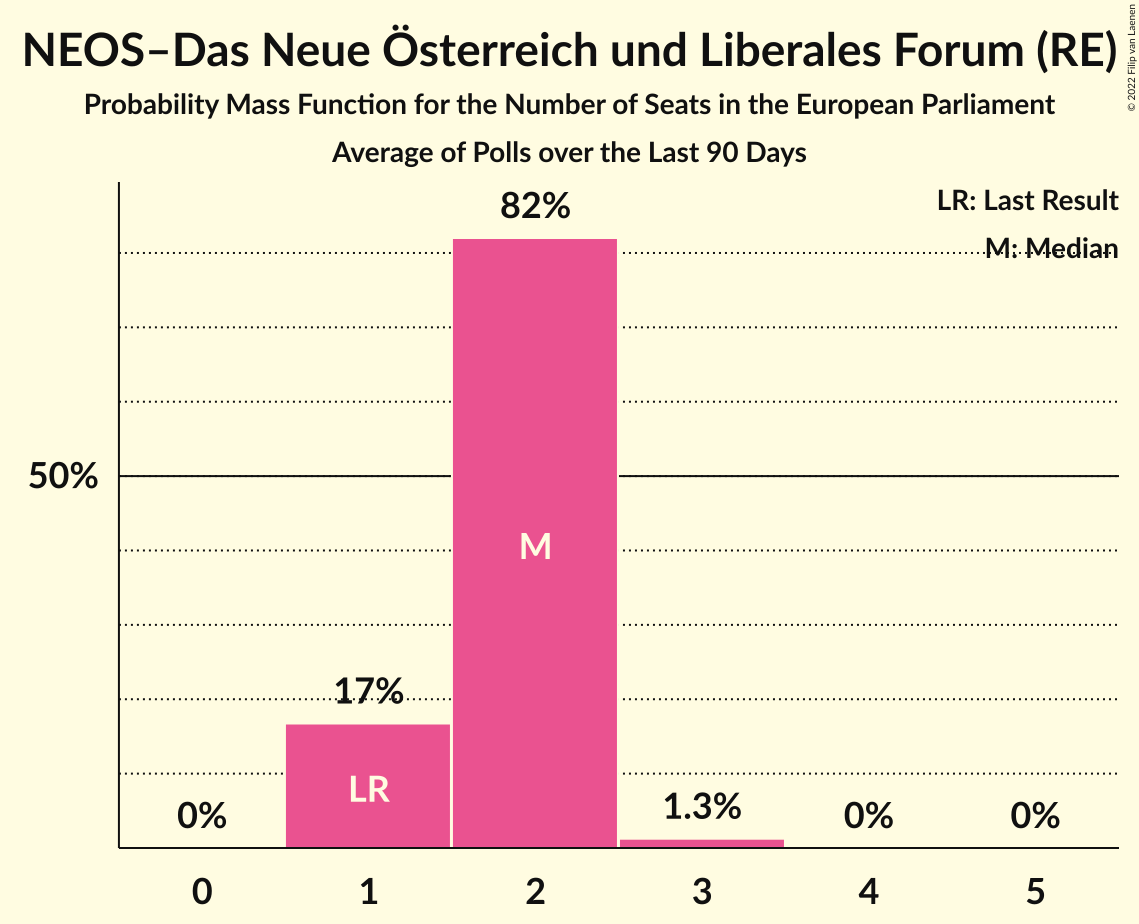 NEOS–Das Neue Österreich und Liberales Forum (RE)
Probability Mass Function for the Number of Seats in the European Parliament
Average of Polls over the Last 90 Days
© 2022 Filip van Laenen
LR: Last Result
M: Median
82%
50%
M
17%
LR
0%
1.3%
0%
0%
0
1
2
3
4
5